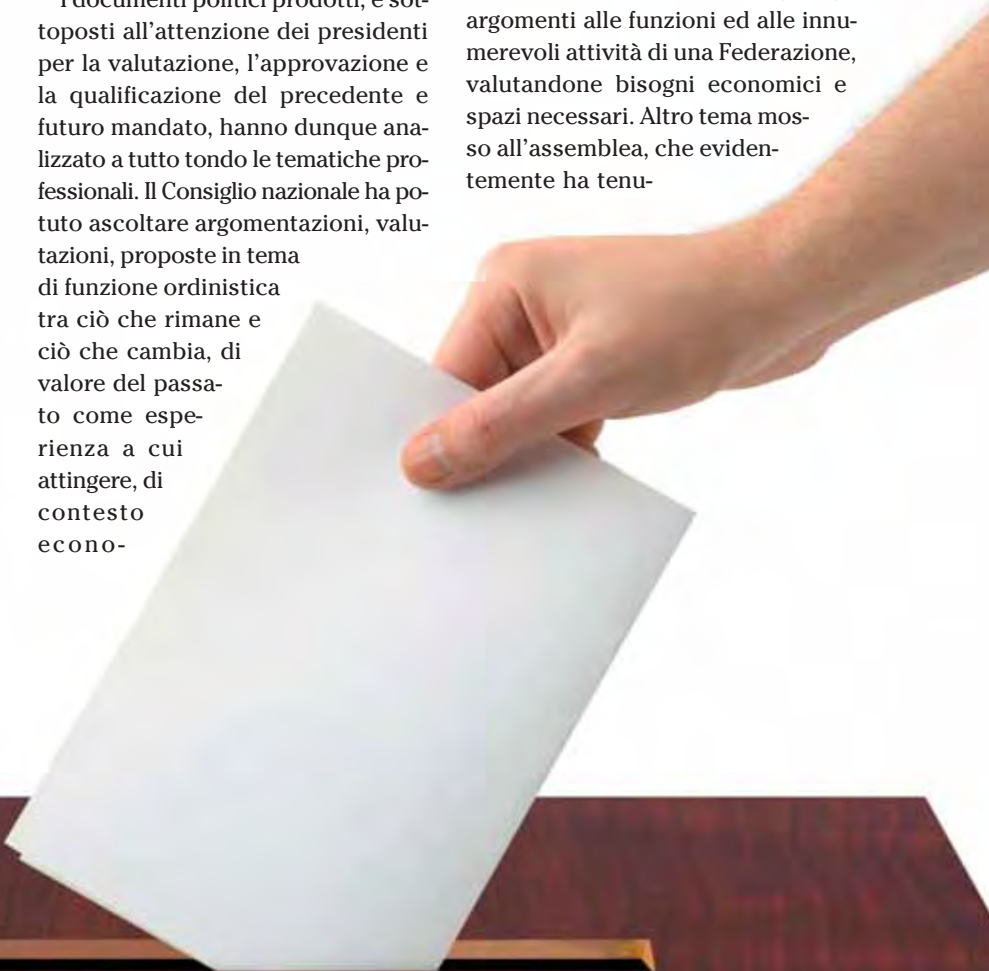 I documenti politici prodotti, e sot-
toposti all'attenzione dei presidenti
per la valutazione, l'approvazione e
la qualificazione del precedente e
futuro mandato, hanno dunque ana-
lizzato a tutto tondo le tematiche pro-
fessionali. Il Consiglio nazionale ha po-
tuto ascoltare argomentazioni, valu-
tazioni, proposte in tema
di funzione ordinistica
tra ciò che rimane e
ciò che cambia, di
valore del passa-
to come espe-
rienza a cui
attingere, di
contesto
econo-
argomenti alle funzioni ed alle innu-
merevoli attività di una Federazione,
valutandone bisogni economici e
spazi necessari. Altro tema mos-
so all'assemblea, che eviden-
temente ha tenu-